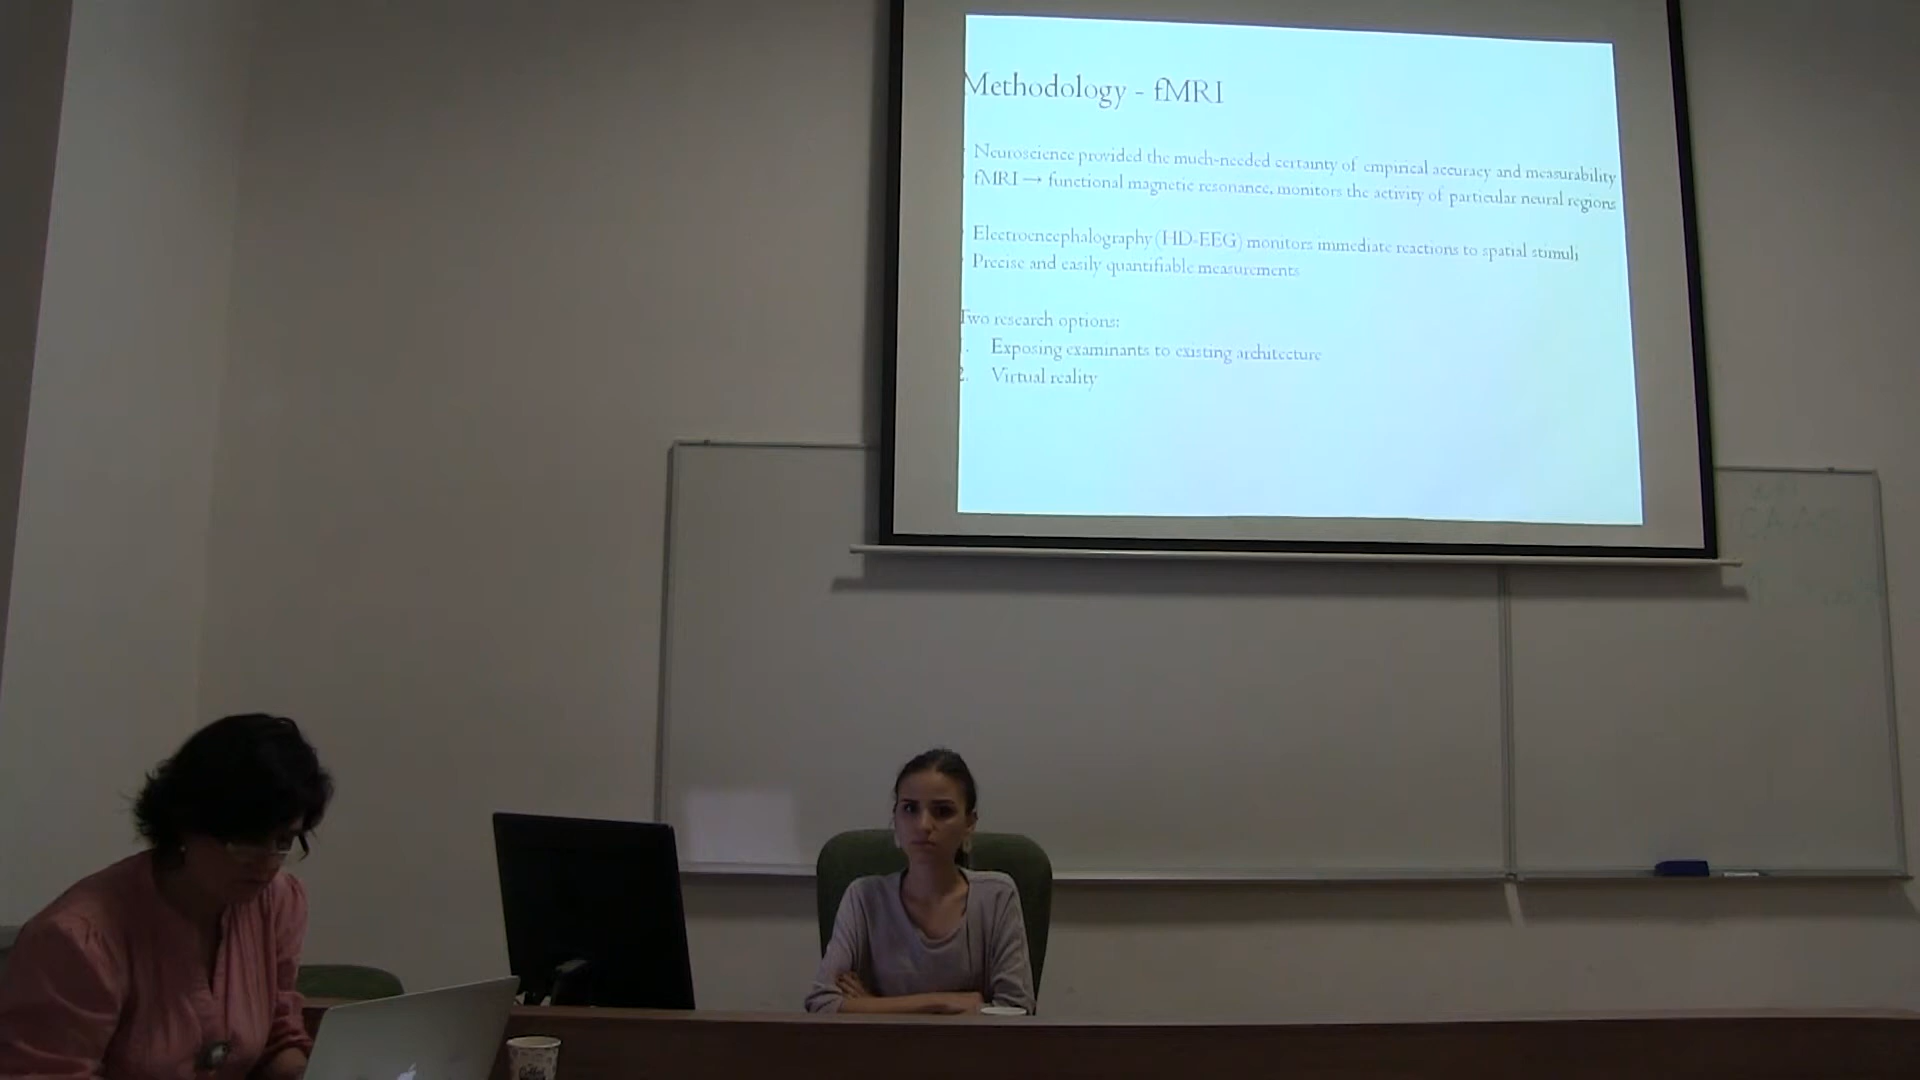 Methodology - fMRI
Neuroscience provided the much-needed certainty of empirical accuracy and measurability
fMRI → functional magnetic resonance, monitors the activity of particular neural regions
Electroencephalography (HD-EEG) monitors immediate reactions to spatial stimuli
Precise and easily quantifiable measurements
Two research options:
1. Exposing examinants to existing architecture
2. Virtual reality